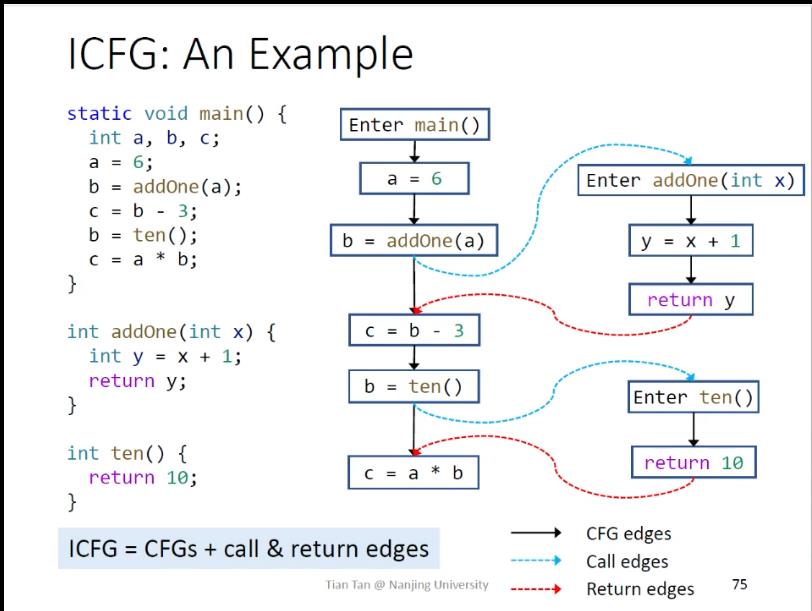 ICFG: An Example
static void main() {
int a, b, c;
a = 6;
b = addOne(a);
c = b - 3;
b = ten();
c = a * b;
}
int addOne(int x) {
int y = x + 1;
return y;
}
int ten() {
return 10;
}
Enter main()
a = 6
b = addOne(a)
c = b - 3
b = ten()
c = a * b
Enter addOne(int x)
y = x + 1
return y
Enter ten()
return 10
ICFG = CFGs + call & return edges
CFG edges
Call edges
Return edges
Tian Tan @ Nanjing University
75